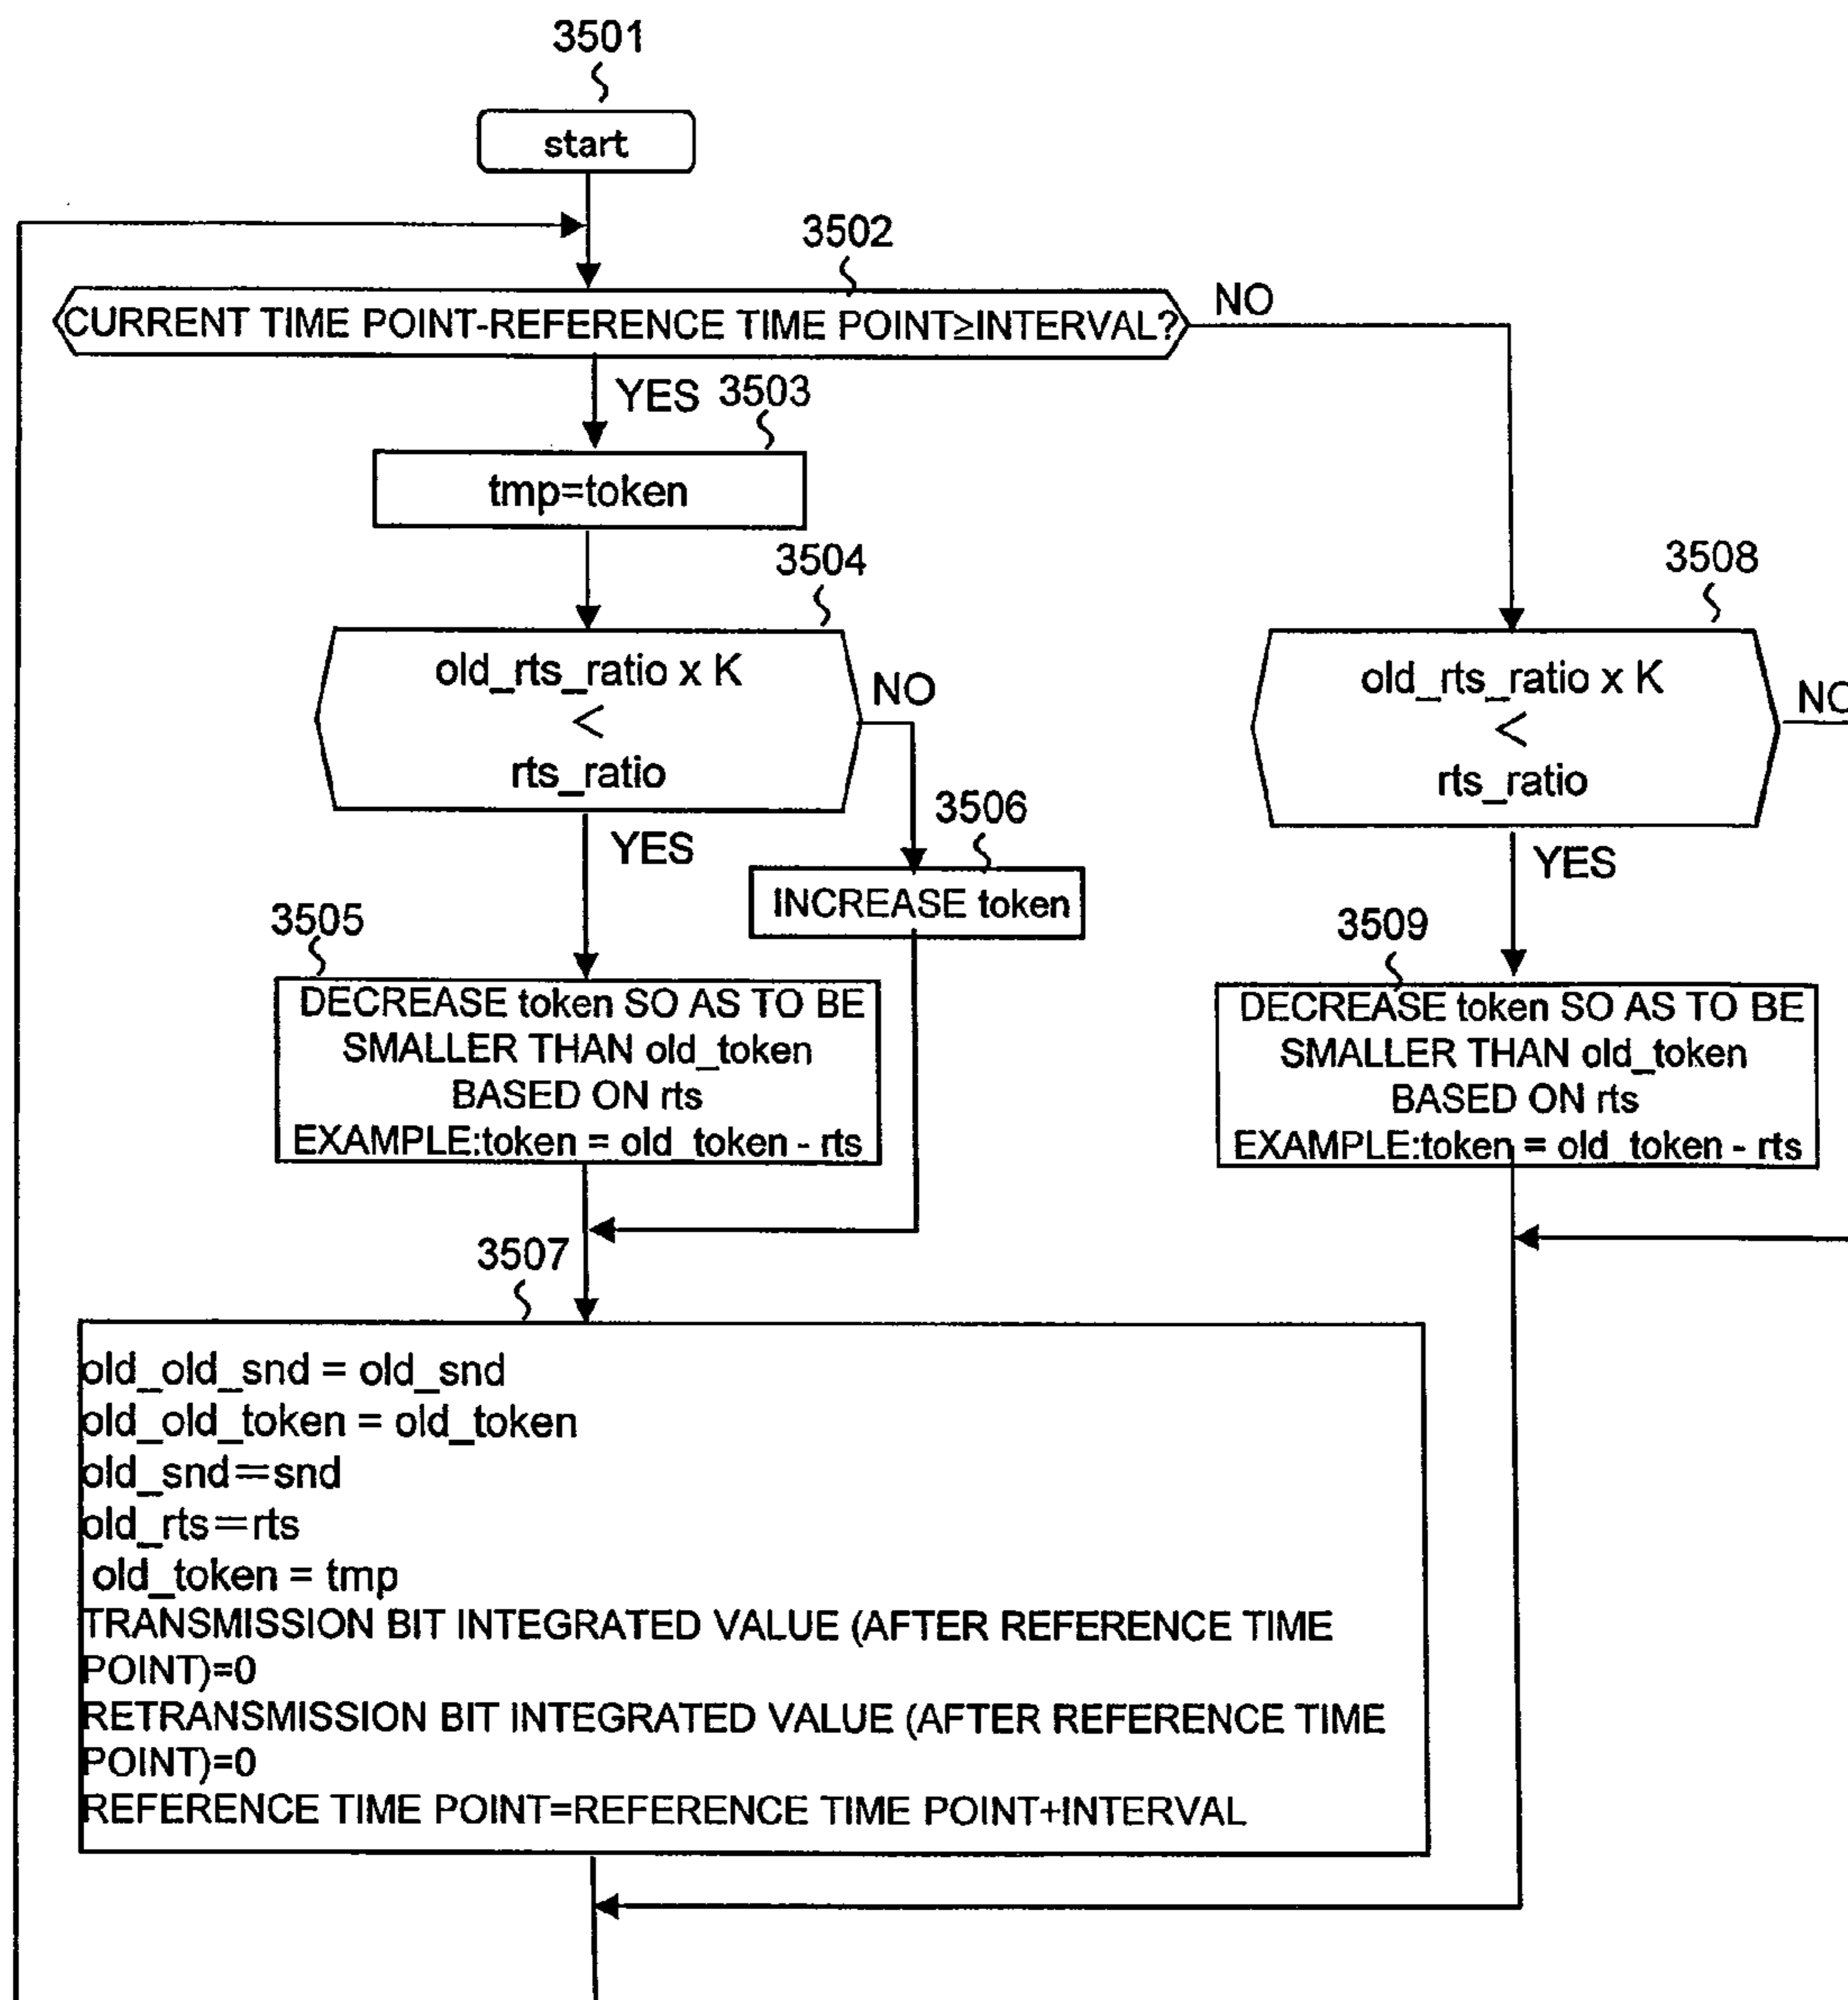 3501
start
3502
CURRENT TIME POINT-REFERENCE TIME POINT≥INTERVAL?
NO
YES
3503
tmp=token
3504
old_rts_ratio x K
<
rts_ratio
NO
YES
3506
INCREASE token
3505
DECREASE token SO AS TO BE
SMALLER THAN old_token
BASED ON rts
EXAMPLE:token = old_token - rts
3508
old_rts_ratio x K
<
rts_ratio
NO
YES
3509
DECREASE token SO AS TO BE
SMALLER THAN old_token
BASED ON rts
EXAMPLE:token = old_token - rts
3507
old_old_snd = old_snd
old_old_token = old_token
old_snd=snd
old_rts=rts
old_token = tmp
TRANSMISSION BIT INTEGRATED VALUE (AFTER REFERENCE TIME
POINT)=0
RETRANSMISSION BIT INTEGRATED VALUE (AFTER REFERENCE TIME
POINT)=0
REFERENCE TIME POINT=REFERENCE TIME POINT+INTERVAL